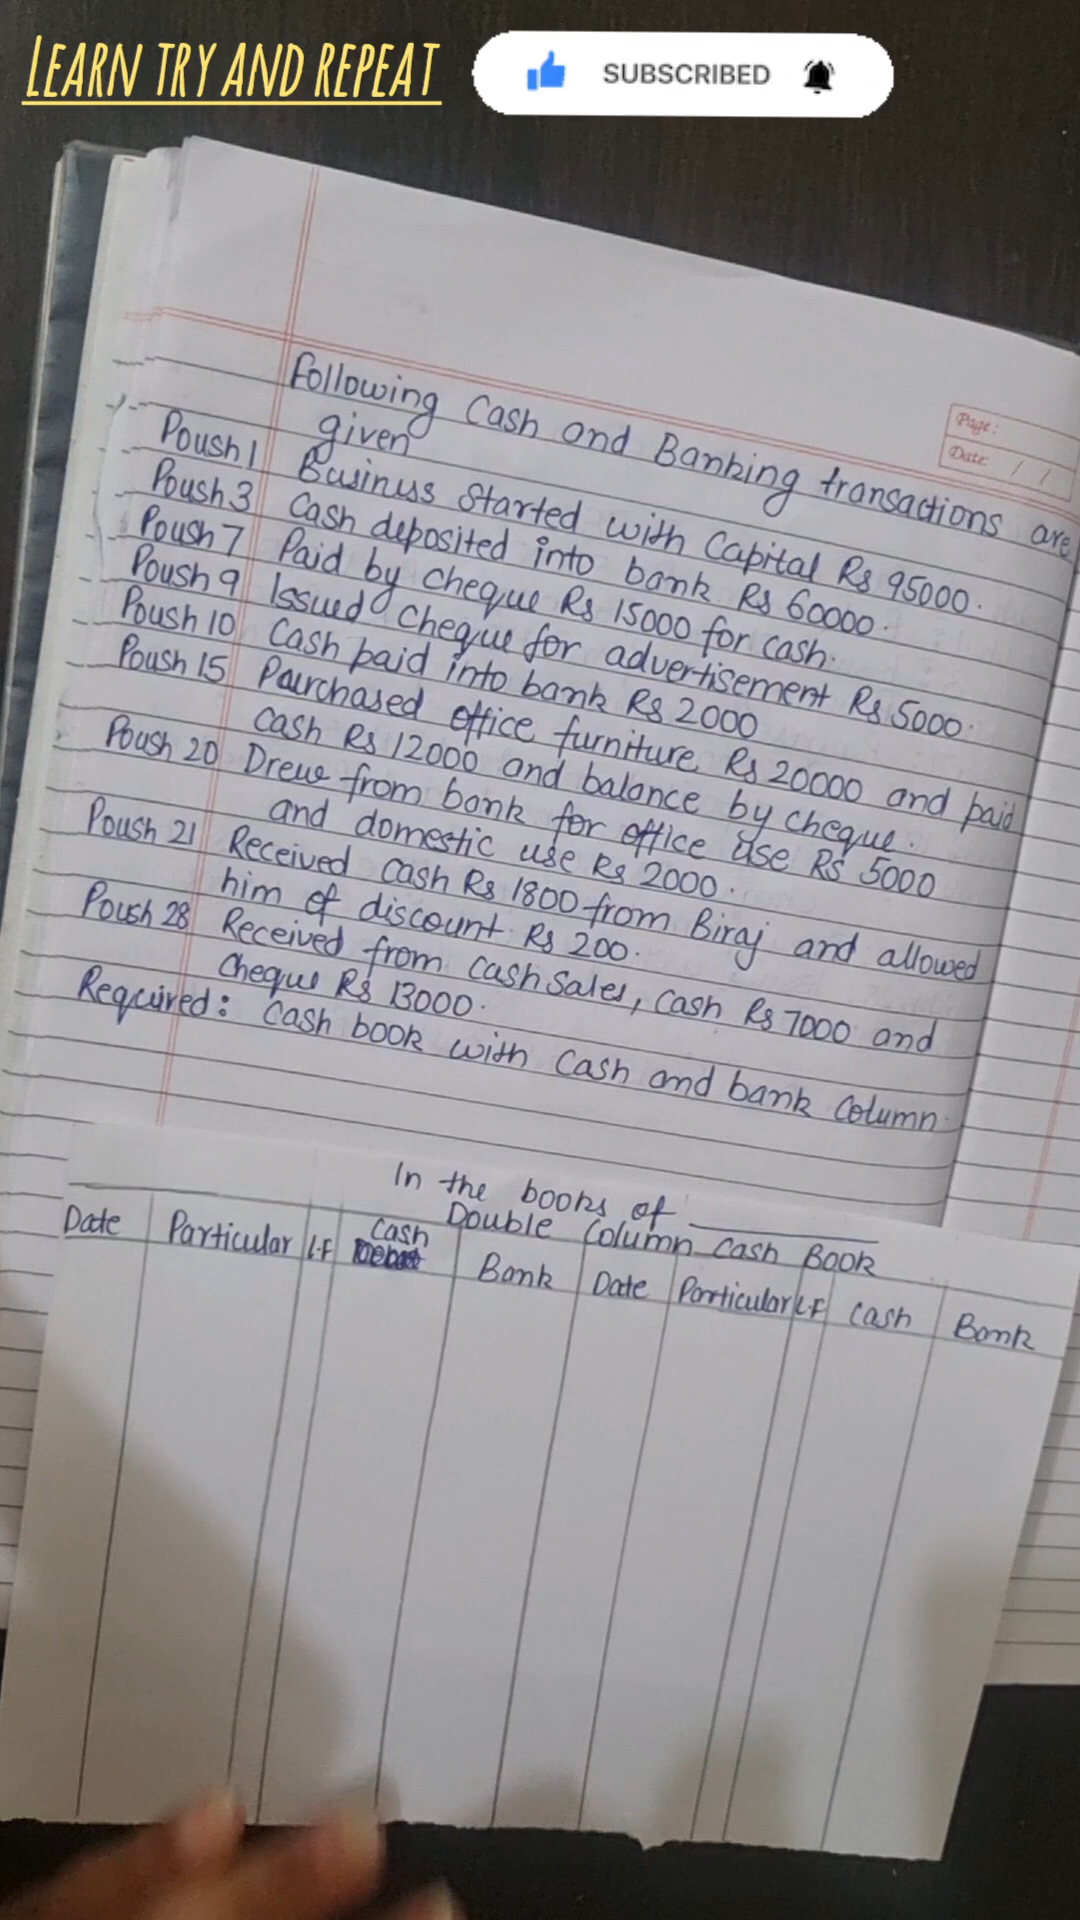 LEARN TRY AND REPEAT
SUBSCRIBED
Page:
Date: / /
Following Cash and Banking transactions are
given
Poush 1 Business Started with Capital Rs 95000.
Poush 3 Cash deposited into bank Rs 60000.
Poush 7 Paid by cheque Rs 15000 for cash.
Poush 9 Issued Cheque for advertisement Rs 5000.
Poush 10 Cash paid into bank Rs 2000
Poush 15 Purchased office furniture Rs 20000 and paid
cash Rs 12000 and balance by cheque.
Poush 20 Drew from bank for office use Rs 5000
and domestic use Rs 2000.
Poush 21 Received cash Rs 1800 from Biraj and allowed
him of discount Rs 200.
Poush 28 Received from cash Sales, cash Rs 7000 and
Cheque Rs 13000.
Required: Cash book with Cash and bank Column.
In the books of
Double Column Cash Book
Date Particular L.F Cash Bank Date Particular L.F Cash Bank